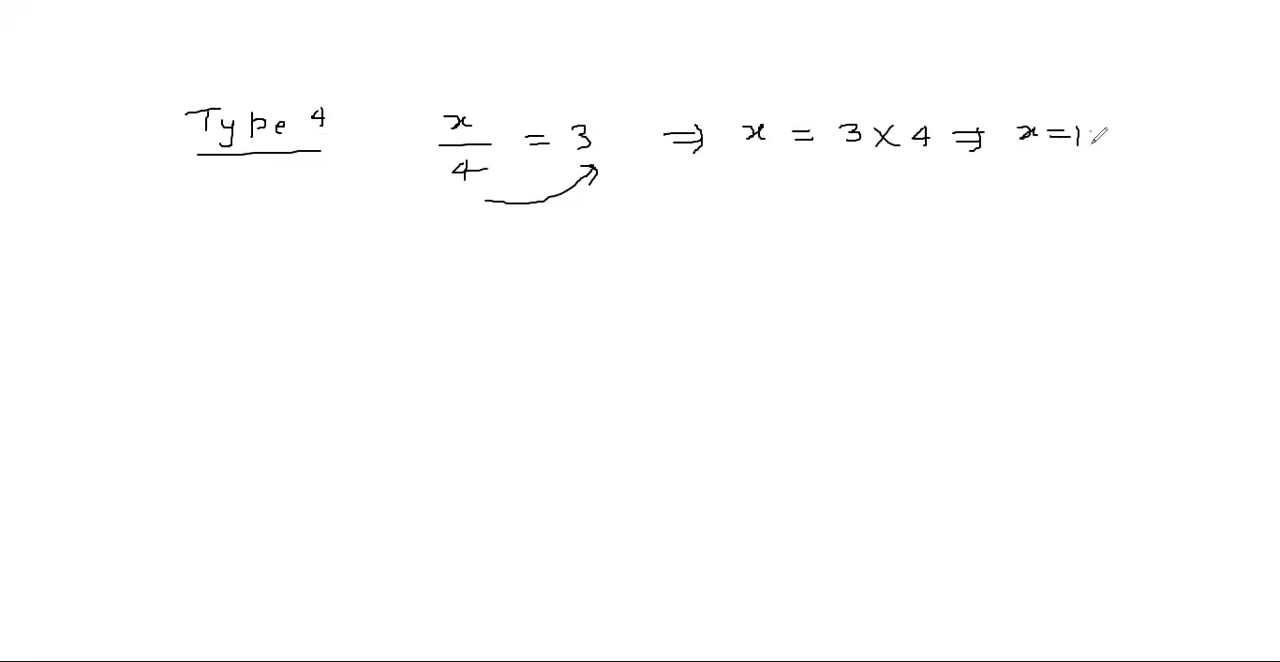 Type 4 x/4 = 3 ⇒ x = 3 × 4 ⇒ x = 1